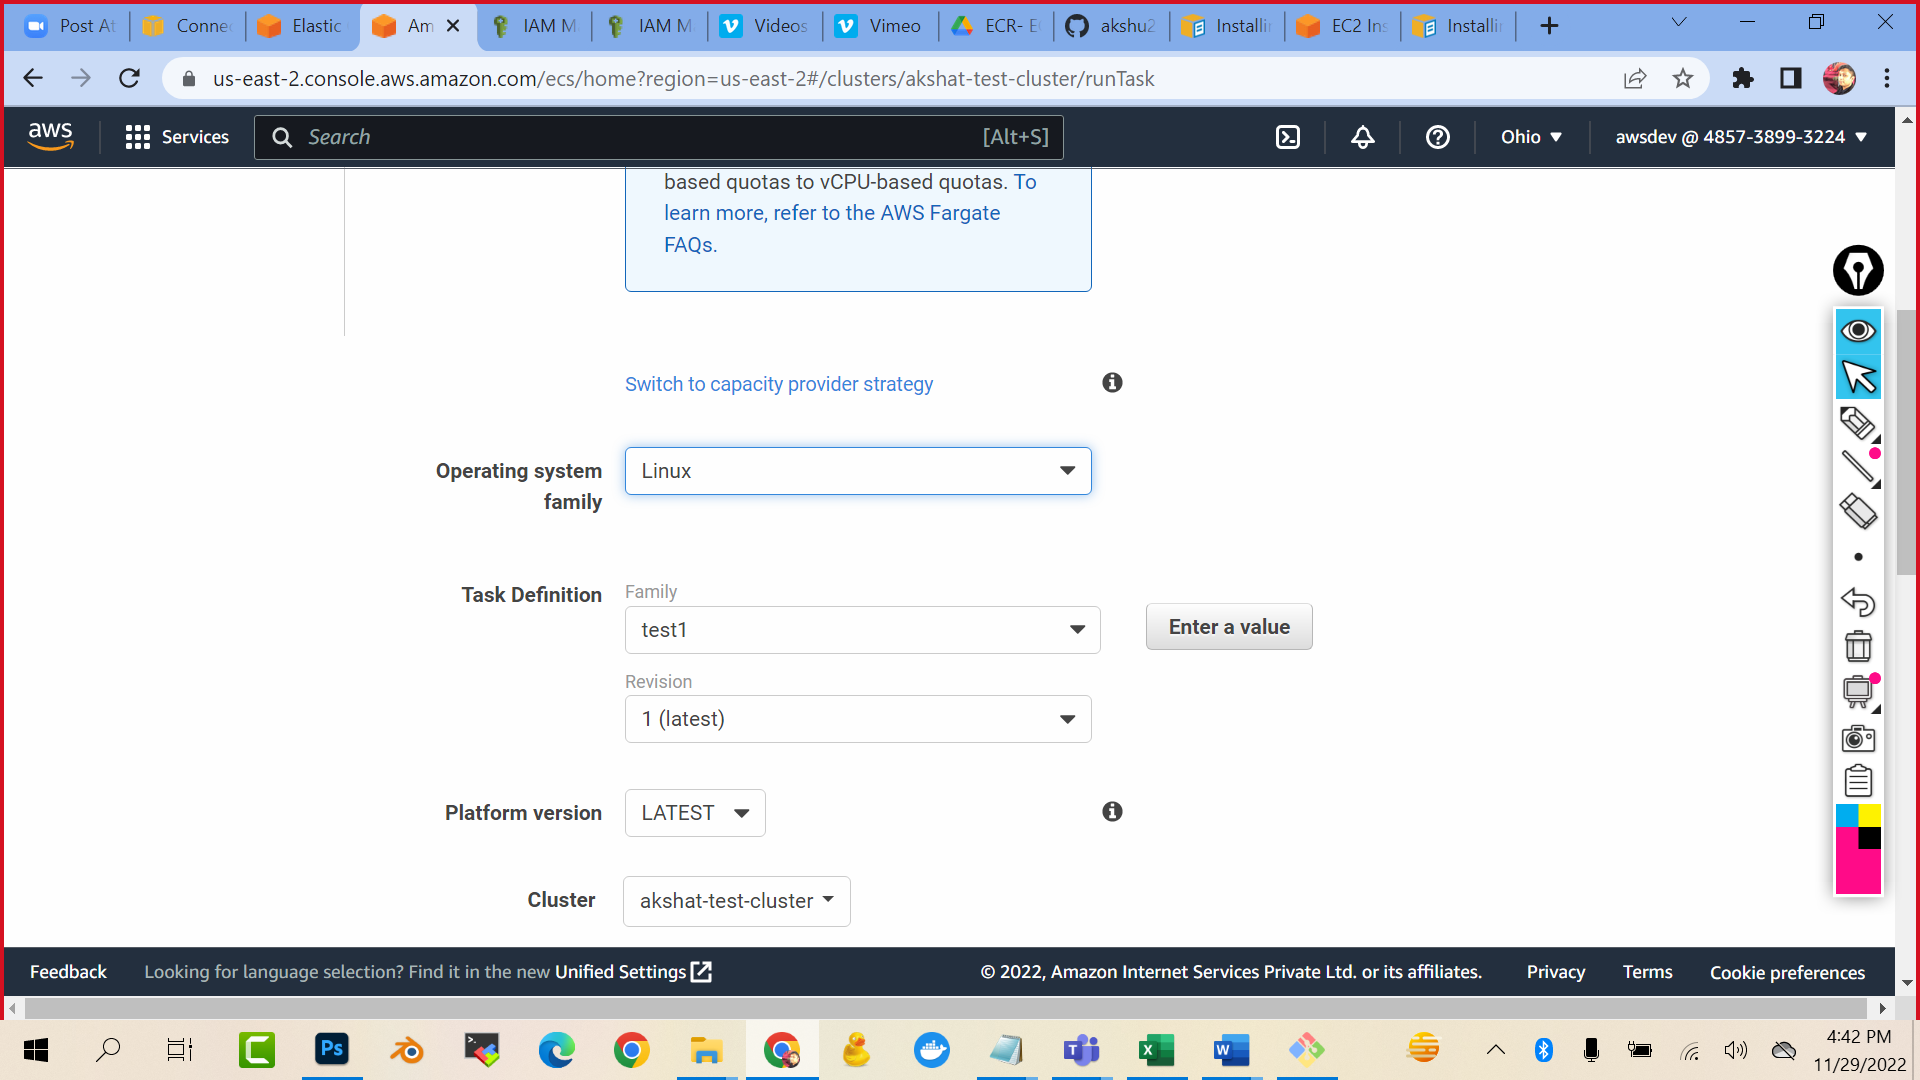 Post At
Connec
Elastic
Am
IAM M
IAM M
Videos
Vimeo
ECR- E
akshu2
Installi
EC2 Ins
Installi
us-east-2.console.aws.amazon.com/ecs/home?region=us-east-2#/clusters/akshat-test-cluster/runTask
aws
Services
Search
[Alt+S]
Ohio
awsdev @ 4857-3899-3224
based quotas to vCPU-based quotas. To
learn more, refer to the AWS Fargate
FAQs.
Switch to capacity provider strategy
Operating system
family
Linux
Task Definition
Family
test1
Enter a value
Revision
1 (latest)
Platform version
LATEST
Cluster
akshat-test-cluster
Feedback
Looking for language selection? Find it in the new Unified Settings
© 2022, Amazon Internet Services Private Ltd. or its affiliates.
Privacy
Terms
Cookie preferences
Ps
4:42 PM
11/29/2022